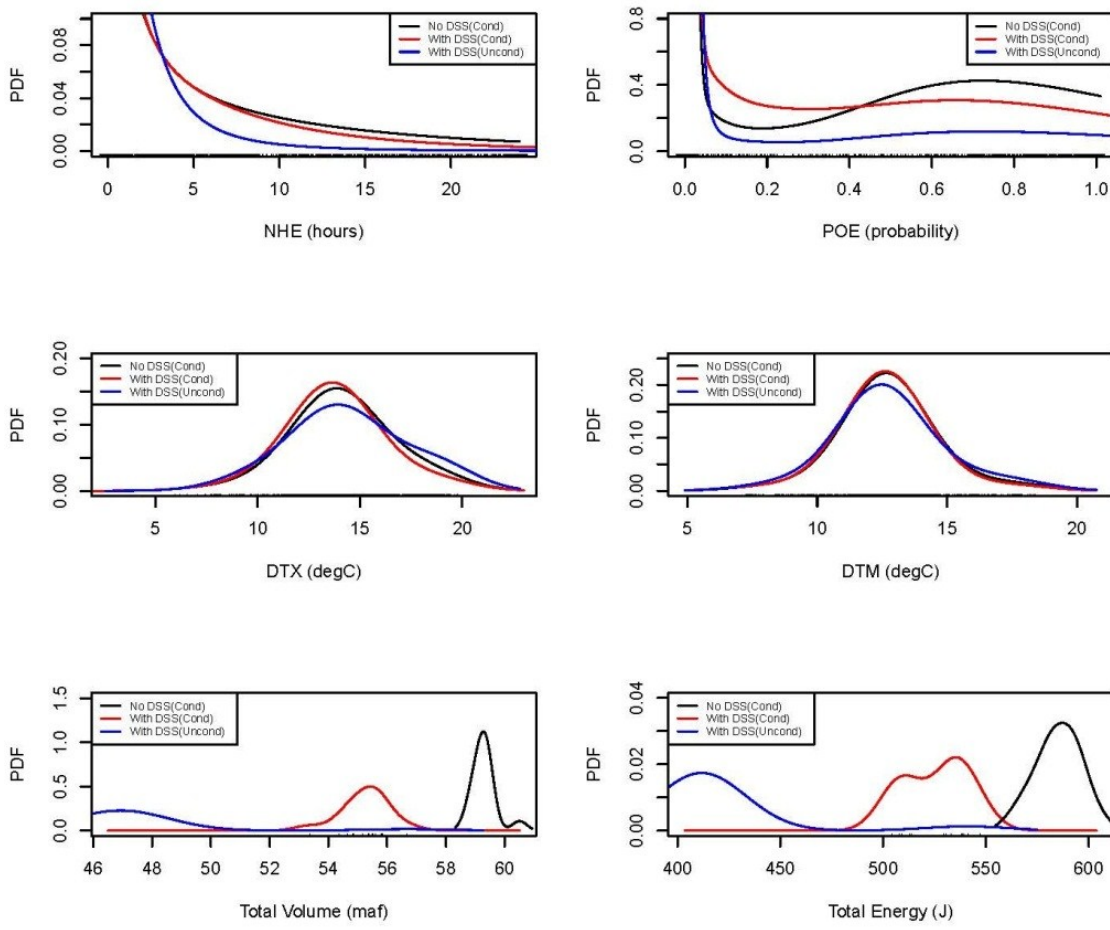 PDF
0.00 0.04 0.08
No DSS(Cond)
With DSS(Cond)
With DSS(Uncond)
0 5 10 15 20
NHE (hours)
PDF
0.0 0.4 0.8
No DSS(Cond)
With DSS(Cond)
With DSS(Uncond)
0.0 0.2 0.4 0.6 0.8 1.0
POE (probability)
PDF
0.00 0.10 0.20
No DSS(Cond)
With DSS(Cond)
With DSS(Uncond)
5 10 15 20
DTX (degC)
PDF
0.00 0.10 0.20
No DSS(Cond)
With DSS(Cond)
With DSS(Uncond)
5 10 15 20
DTM (degC)
PDF
0.0 0.5 1.0 1.5
No DSS(Cond)
With DSS(Cond)
With DSS(Uncond)
46 48 50 52 54 56 58 60
Total Volume (maf)
PDF
0.00 0.02 0.04
No DSS(Cond)
With DSS(Cond)
With DSS(Uncond)
400 450 500 550 600
Total Energy (J)